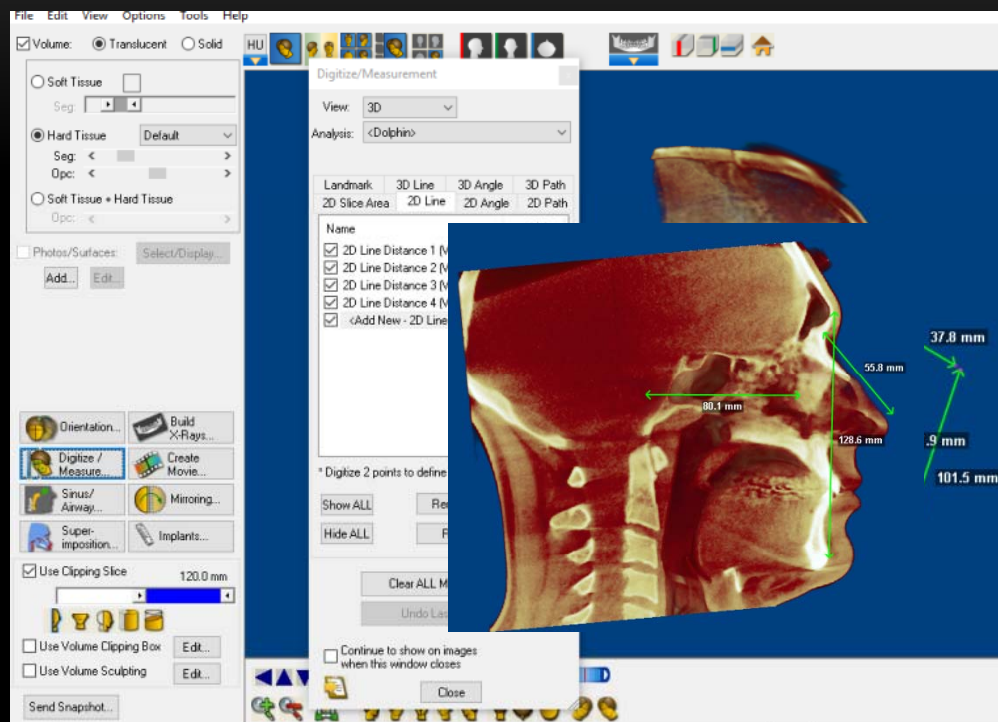 File Edit View Options Tools Help
Volume: Translucent Solid
HU
Soft Tissue
Seg:
Hard Tissue Default
Seg:
Opc:
Soft Tissue + Hard Tissue
Opc:
Photos/Surfaces: Select/Display...
Add... Edit...
Orientation... Build X-Rays...
Digitize / Measure... Create Movie...
Sinus/ Airway... Mirroring...
Super-imposition... Implants...
Use Clipping Slice 120.0 mm
Use Volume Clipping Box Edit...
Use Volume Sculpting Edit...
Send Snapshot...
Digitize/Measurement
View: 3D
Analysis: <Dolphin>
Landmark 3D Line 3D Angle 3D Path
2D Slice Area 2D Line 2D Angle 2D Path
Name
2D Line Distance 1
2D Line Distance 2
2D Line Distance 3
2D Line Distance 4
<Add New - 2D Line
* Digitize 2 points to define
Show ALL
Hide ALL
Clear ALL
Undo
Continue to show on images
when this window closes
Close
55.8 mm
80.1 mm
128.6 mm
37.8 mm
.9 mm
101.5 mm